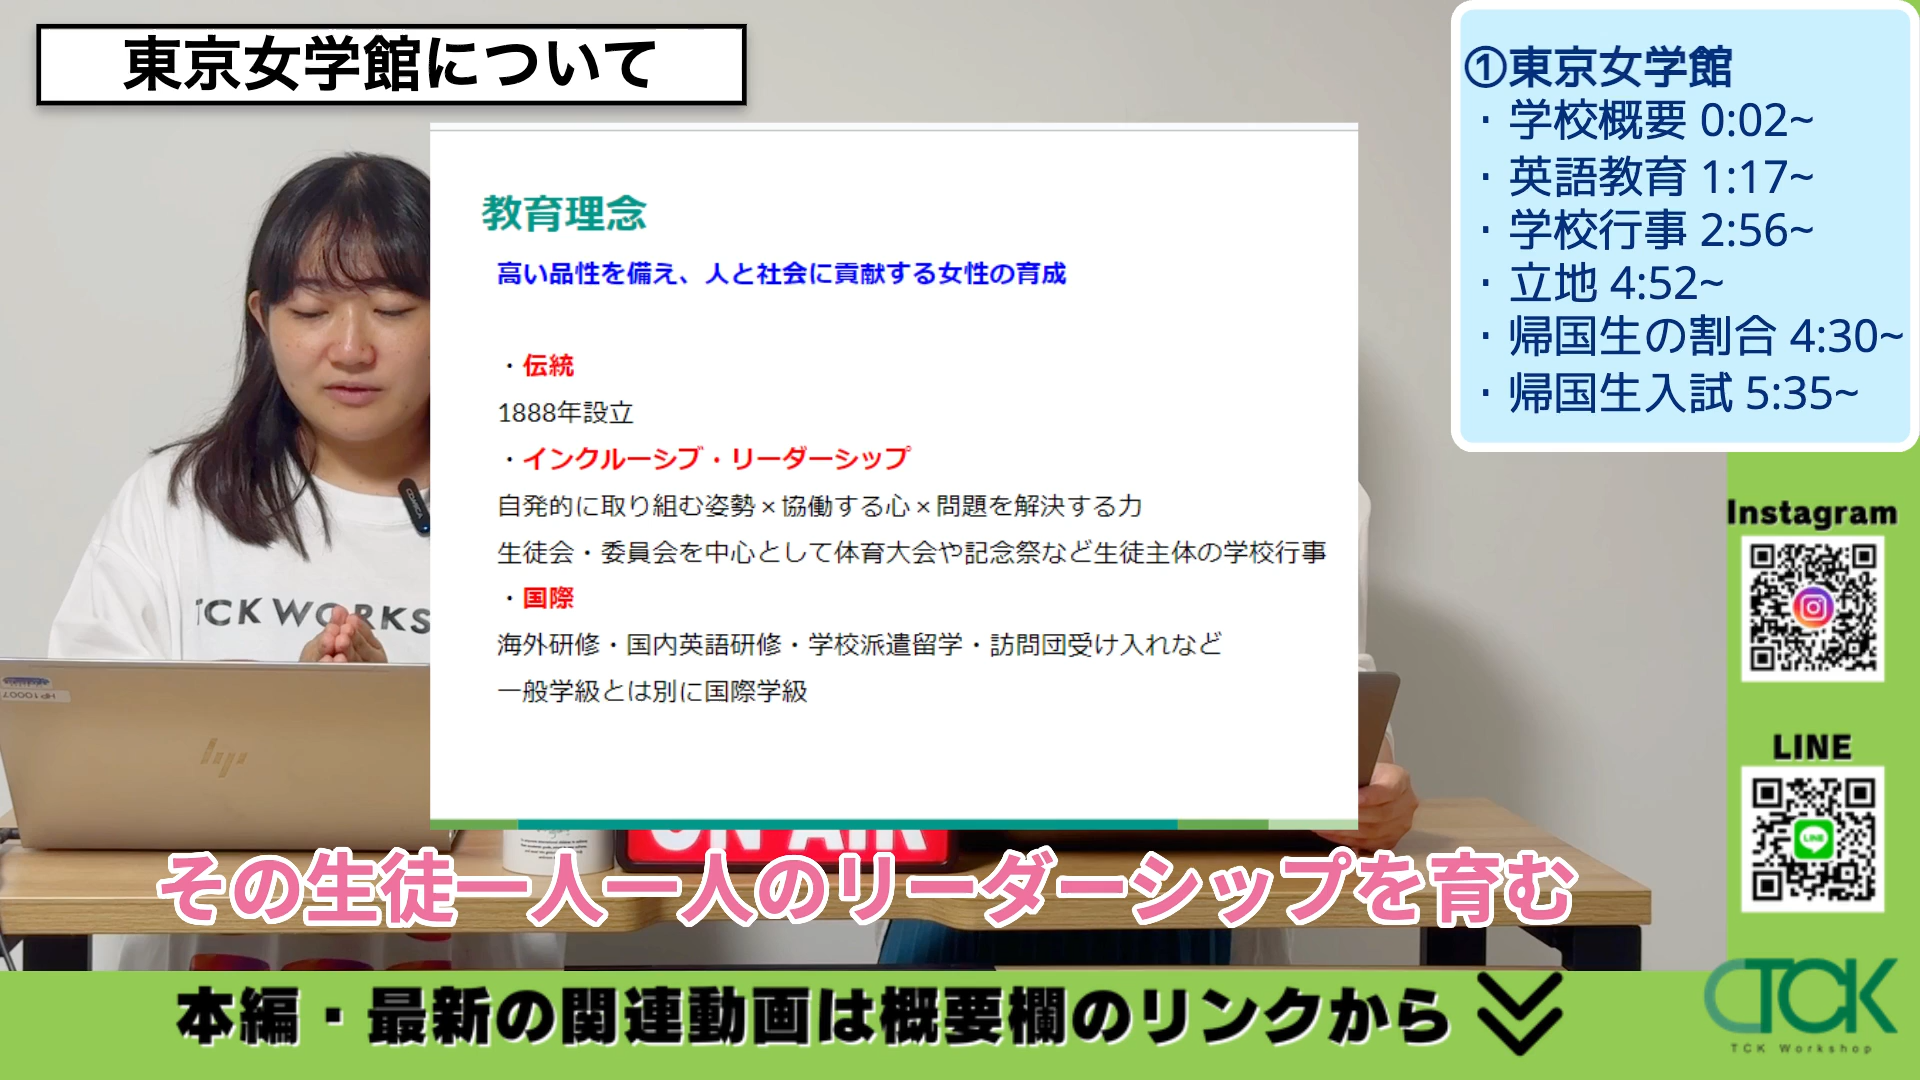 東京女学館について
①東京女学館
・学校概要 0:02~
・英語教育 1:17~
・学校行事 2:56~
・立地 4:52~
・帰国生の割合 4:30~
・帰国生入試 5:35~
教育理念
高い品性を備え、人と社会に貢献する女性の育成
・伝統
1888年設立
・インクルーシブ・リーダーシップ
自発的に取り組む姿勢×協働する心×問題を解決する力
生徒会・委員会を中心として体育大会や記念祭など生徒主体の学校行事
・国際
海外研修・国内英語研修・学校派遣留学・訪問団受け入れなど
一般学級とは別に国際学級
TCK WORKS
COMICA
HP10007
hp
ON AIR
Instagram
LINE
その生徒一人一人のリーダーシップを育む
本編・最新の関連動画は概要欄のリンクから
TCK
TCK Workshop